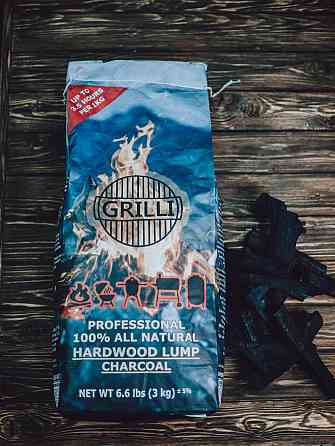 UP TO
3.5 HOURS
PER 1KG
GRILLI
PROFESSIONAL
100% ALL NATURAL
HARDWOOD LUMP
CHARCOAL
NET WT 6.6 lbs (3 kg) ± 5%